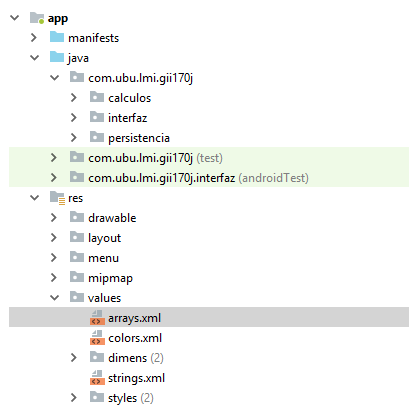 app
manifests
java
com.ubu.lmi.gii170j
calculos
interfaz
persistencia
com.ubu.lmi.gii170j (test)
com.ubu.lmi.gii170j.interfaz (androidTest)
res
drawable
layout
menu
mipmap
values
arrays.xml
colors.xml
dimens (2)
strings.xml
styles (2)